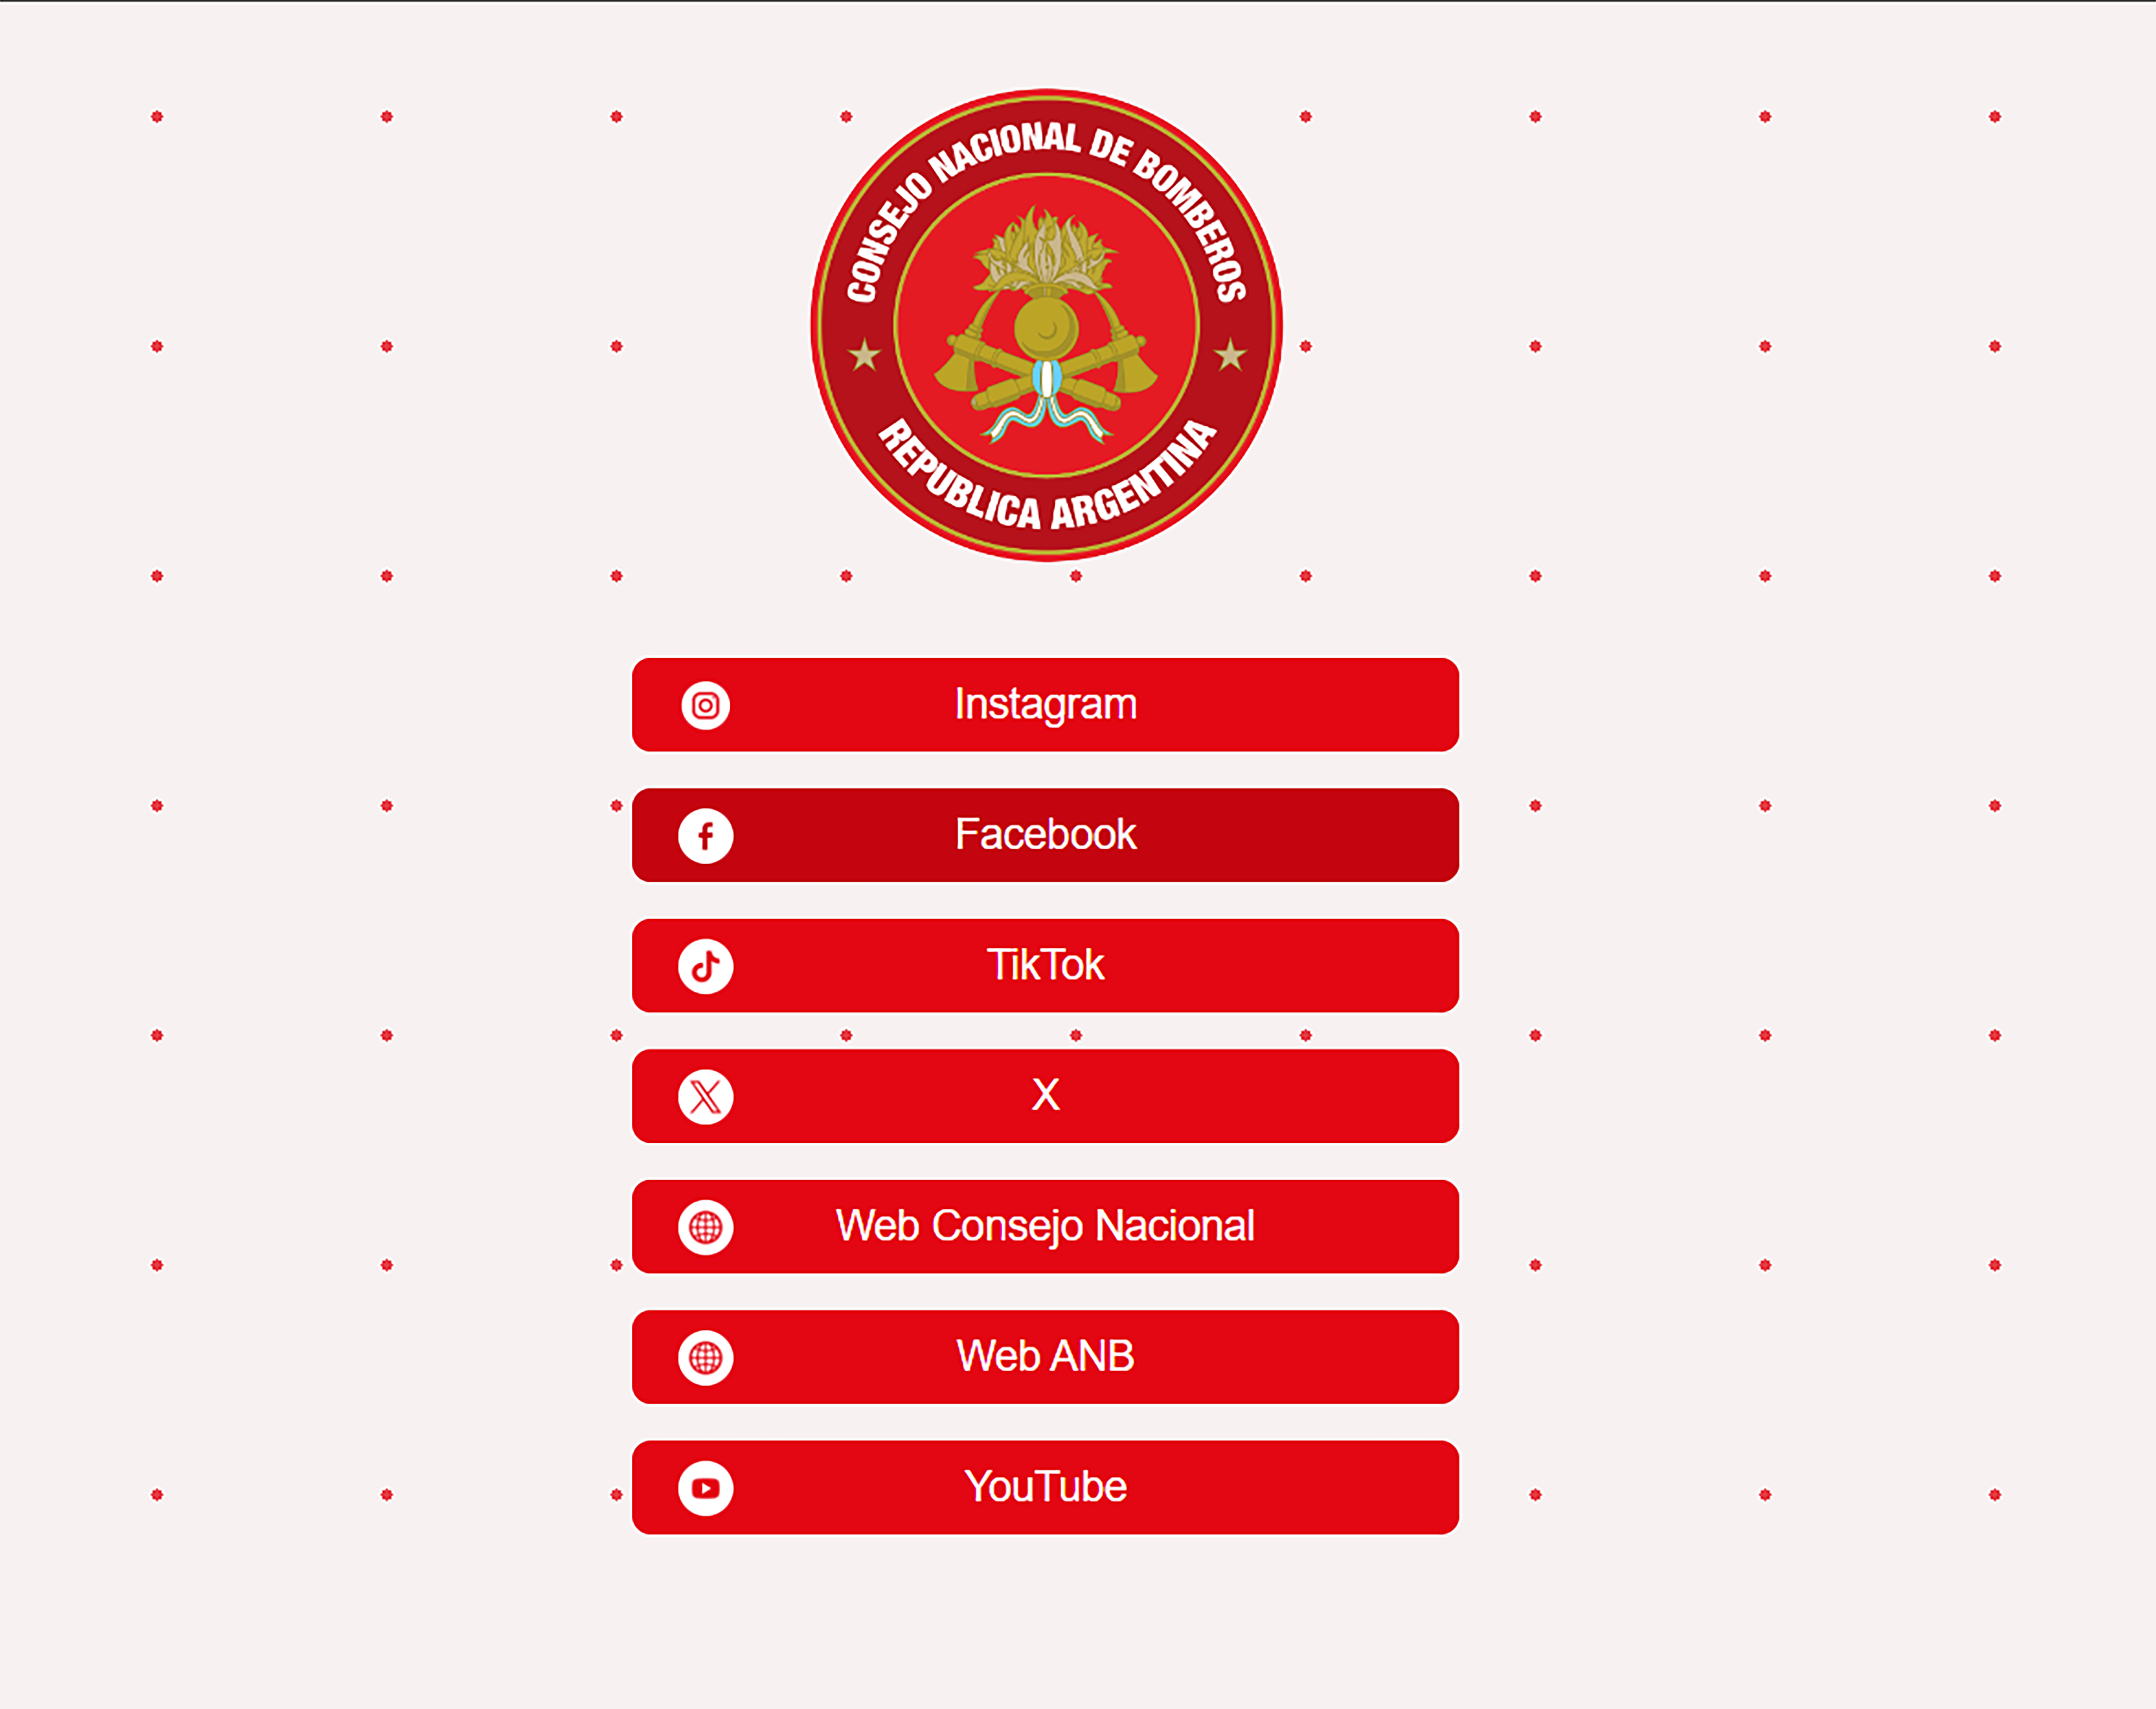 CONSEJO NACIONAL DE BOMBEROS
REPUBLICA ARGENTINA
Instagram
Facebook
TikTok
X
Web Consejo Nacional
Web ANB
YouTube